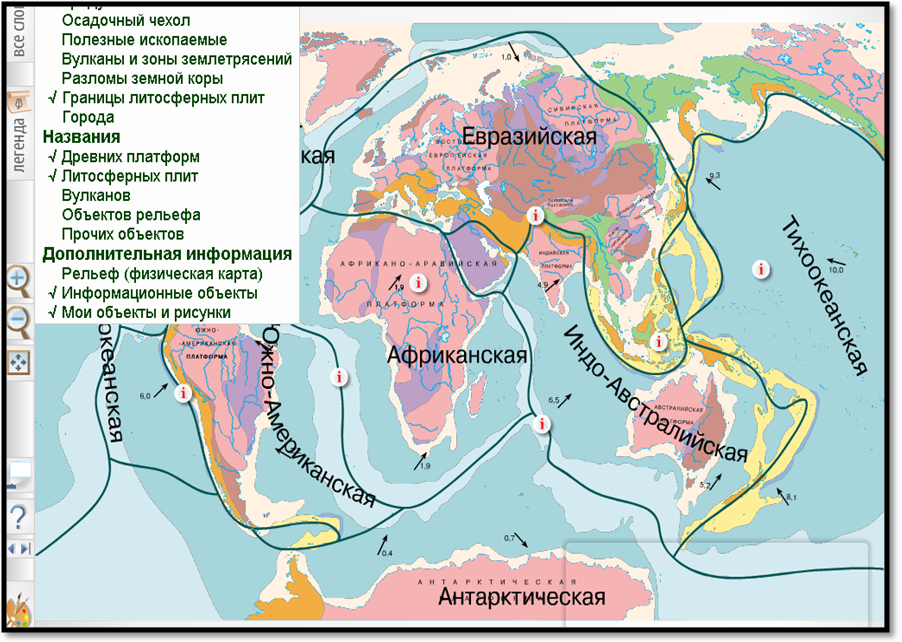 все сло
легенда
Осадочный чехол
Полезные ископаемые
Вулканы и зоны землетрясений
Разломы земной коры
√ Границы литосферных плит
Города
Названия
√ Древних платформ
√ Литосферных плит
Вулканов
Объектов рельефа
Прочих объектов
Дополнительная информация
Рельеф (физическая карта)
√ Информационные объекты
√ Мои объекты и рисунки
1,0
СИБИРСКАЯ
ПЛАТФОРМА
Евразийская
ЕВРОПЕЙСКАЯ
ПЛАТФОРМА
кая
9,3
Тихоокеанская
10,0
i
i
i
АФРИКАНО-АРАВИЙСКАЯ
ПЛАТФОРМА
1,9
ИНДИЙСКАЯ
ПЛАТФОРМА
4,9
ЮЖНО-
АМЕРИКАНСКАЯ
ПЛАТФОРМА
океанская
Южно-Американская
Африканская
Индо-Австралийская
i
i
i
i
6,0
6,5
АВСТРАЛИЙСКАЯ
1,9
5,2
8,1
0,4
0,7
АНТАРКТИЧЕСКАЯ
Антарктическая
?